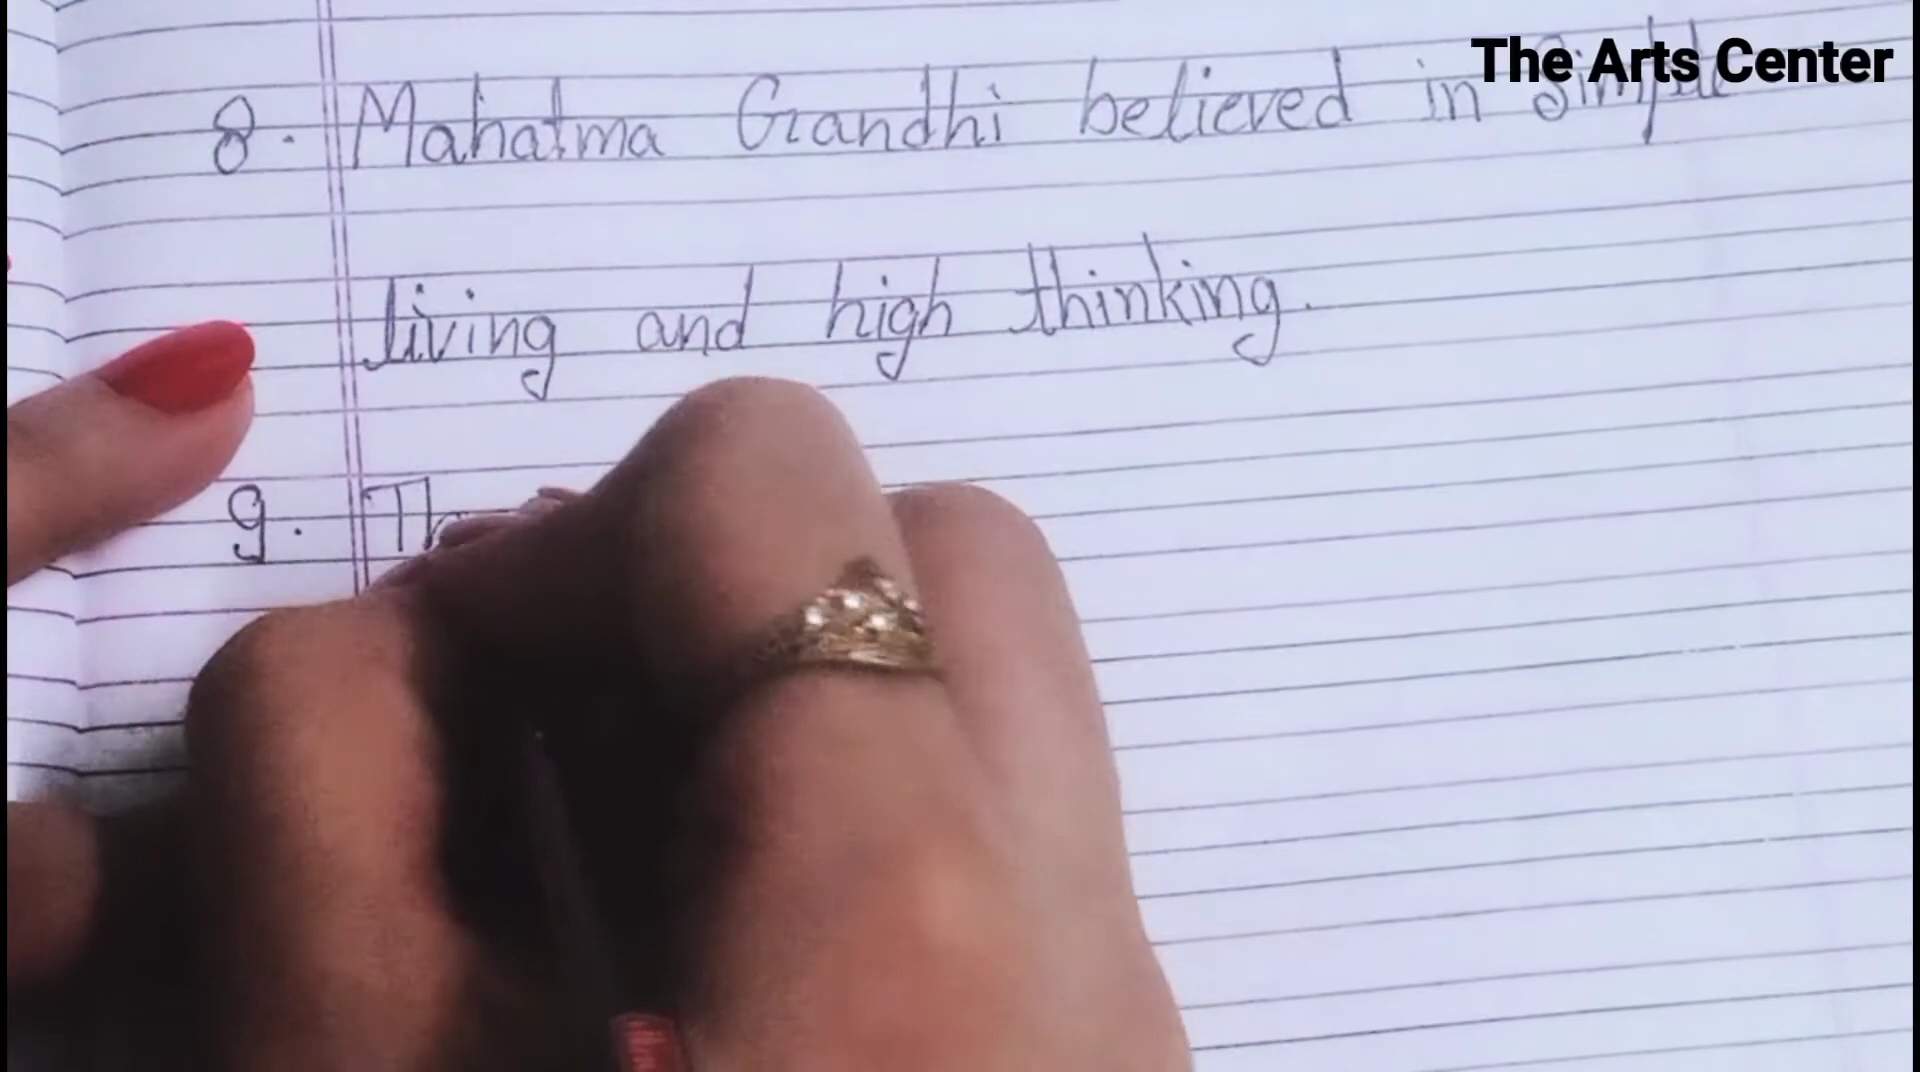 The Arts Center
8. Mahatma Gandhi believed in simple
living and high thinking.
9.